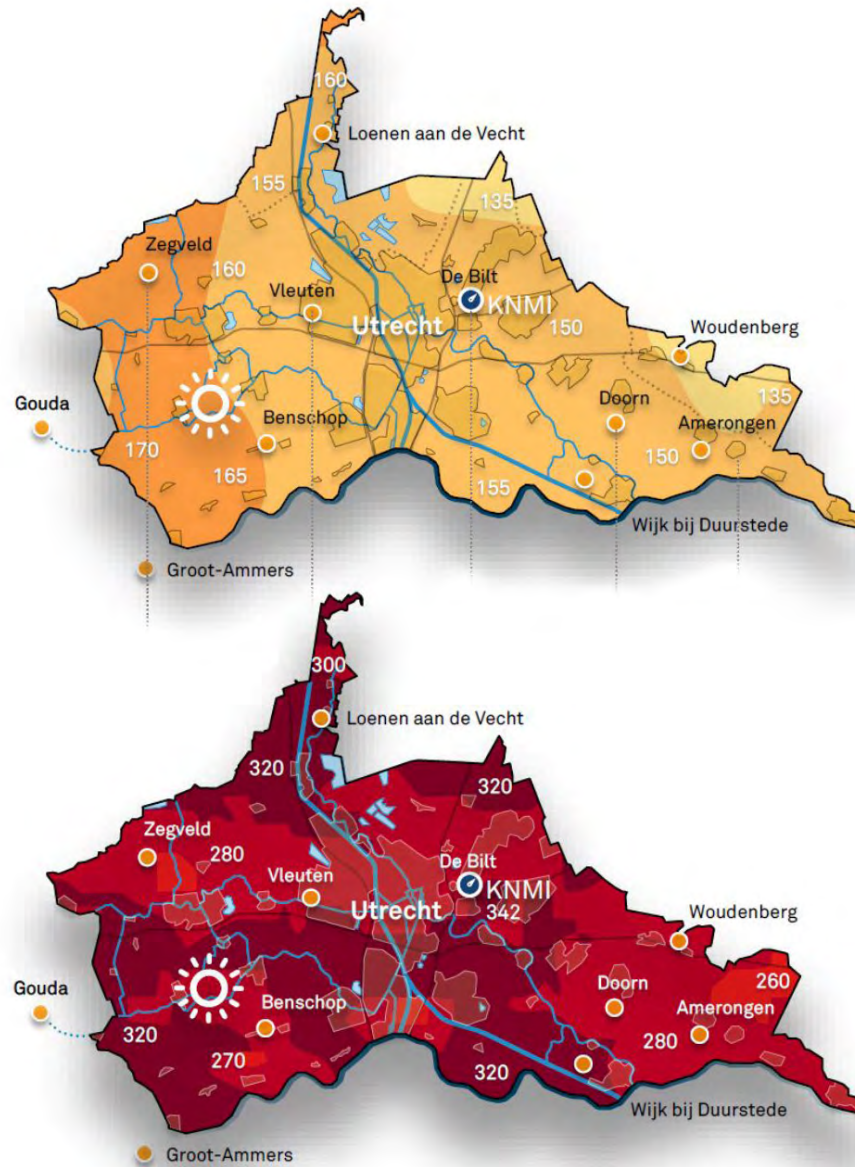 160
Loenen aan de Vecht
155
135
Zegveld
160
De Bilt
Vleuten
KNMI
Utrecht
150
Woudenberg
135
Gouda
Benschop
Doorn
Amerongen
170
165
150
155
Wijk bij Duurstede
Groot-Ammers
300
Loenen aan de Vecht
320
320
Zegveld
280
De Bilt
Vleuten
KNMI
Utrecht
342
Woudenberg
260
Gouda
Benschop
Doorn
Amerongen
320
270
280
320
Wijk bij Duurstede
Groot-Ammers